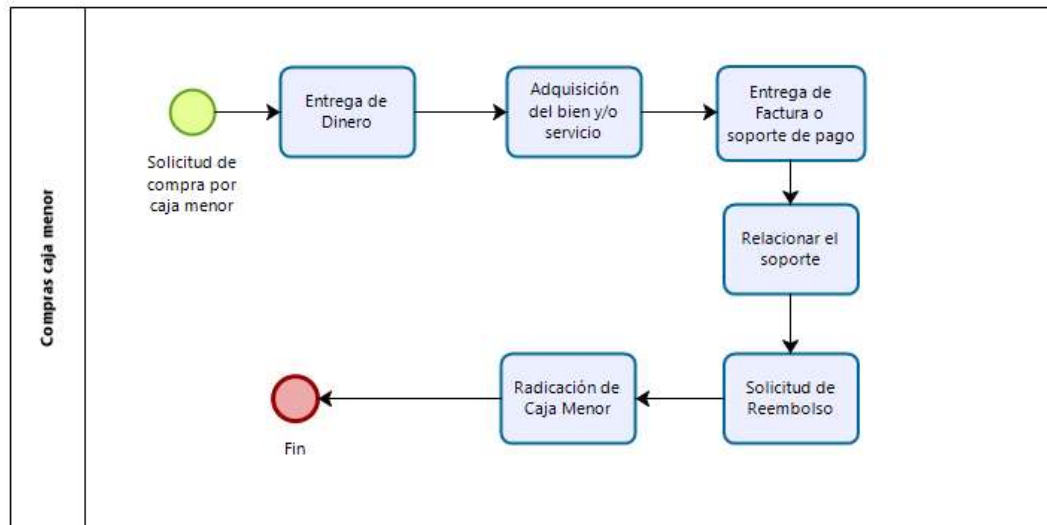 Compras caja menor
Solicitud de
compra por
caja menor
Entrega de
Dinero
Adquisición
del bien y/o
servicio
Entrega de
Factura o
soporte de pago
Relacionar el
soporte
Solicitud de
Reembolso
Radicación de
Caja Menor
Fin